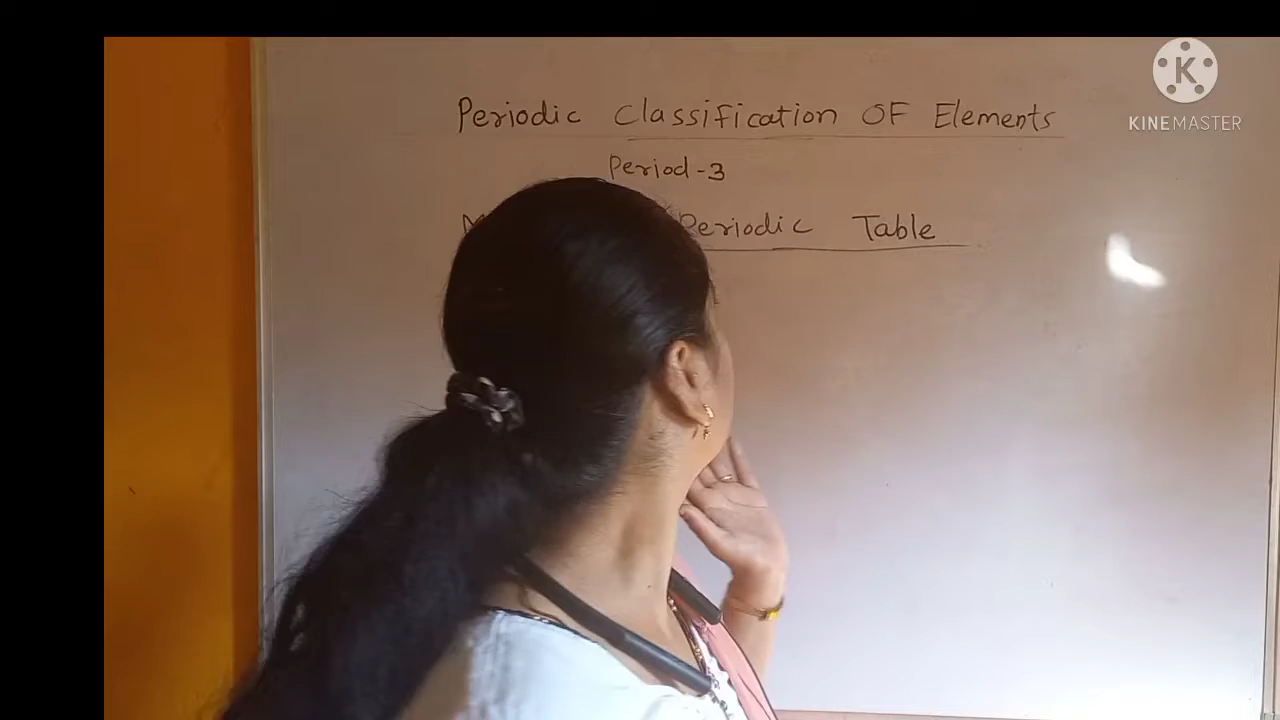 Periodic Classification OF Elements
Period-3
Periodic Table
K
KINEMASTER